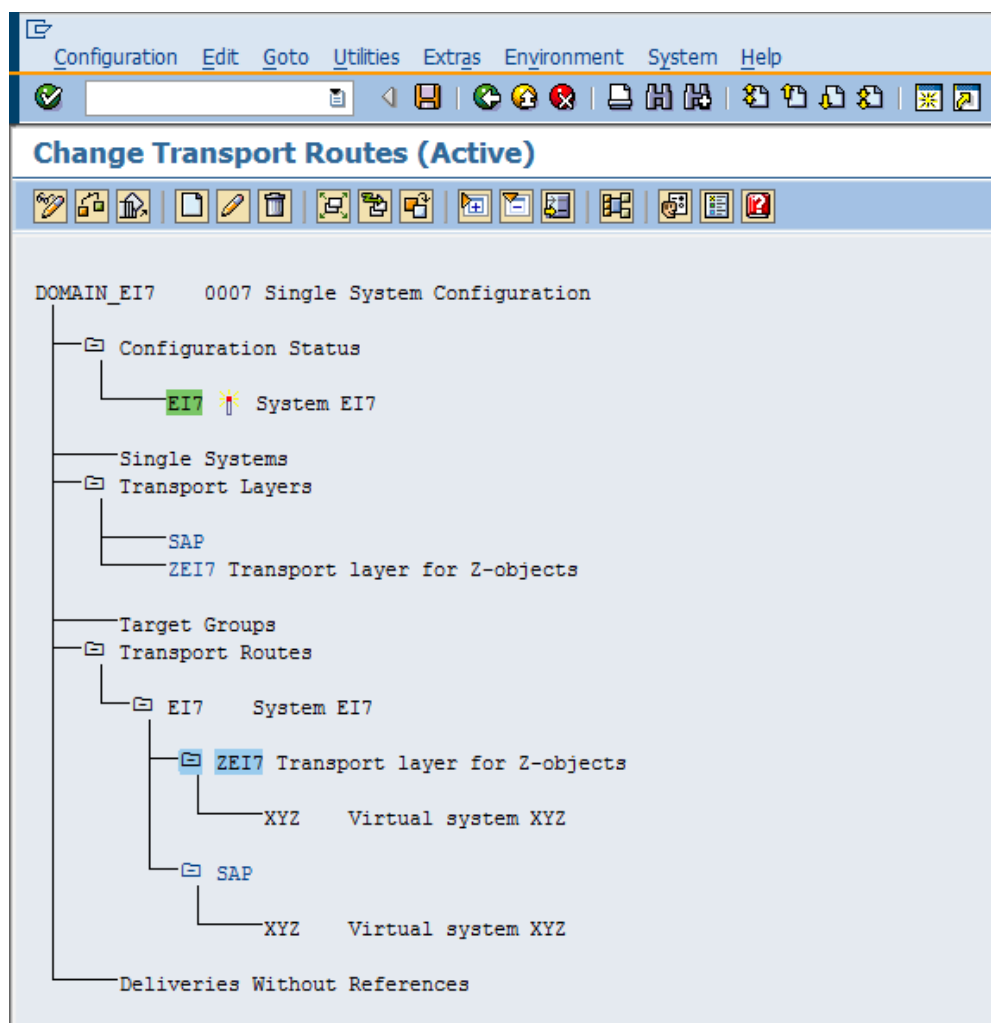 Configuration Edit Goto Utilities Extras Environment System Help
Change Transport Routes (Active)
DOMAIN_EI7 0007 Single System Configuration
Configuration Status
EI7 System EI7
Single Systems
Transport Layers
SAP
ZEI7 Transport layer for Z-objects
Target Groups
Transport Routes
EI7 System EI7
ZEI7 Transport layer for Z-objects
XYZ Virtual system XYZ
SAP
XYZ Virtual system XYZ
Deliveries Without References